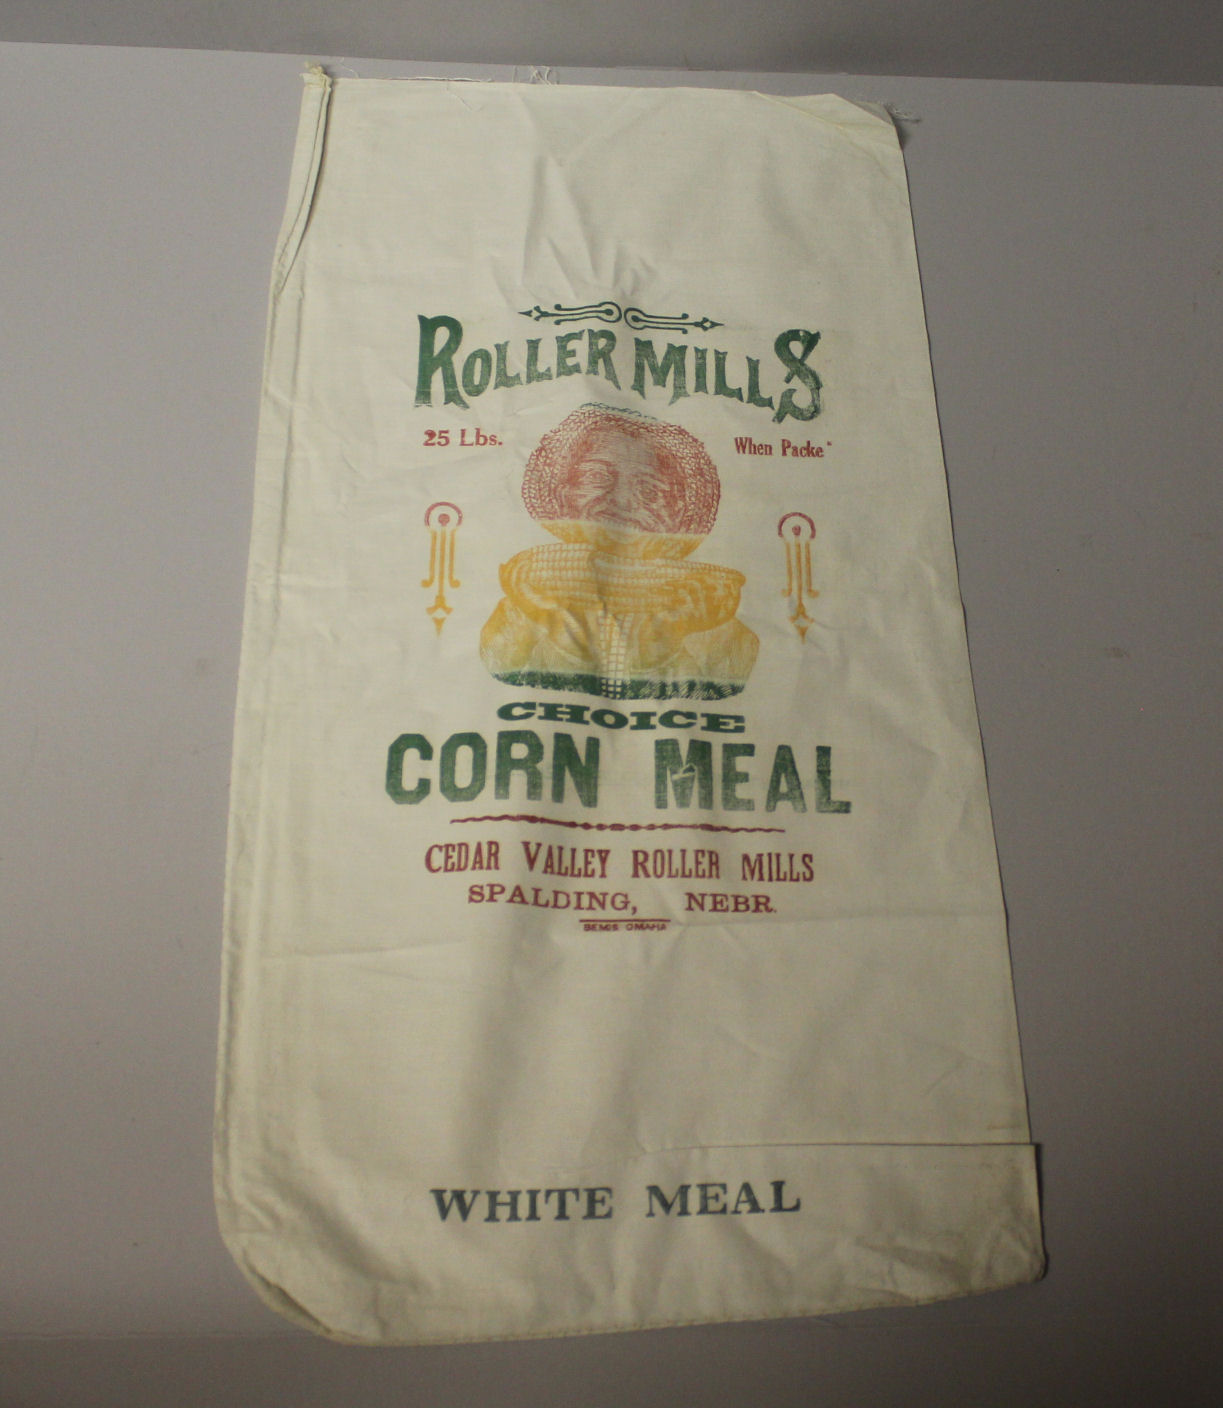 ROLLER MILLS
25 Lbs. When Packe
CHOICE
CORN MEAL
CEDAR VALLEY ROLLER MILLS
SPALDING, NEBR.
BEMIS OMAHA
WHITE MEAL